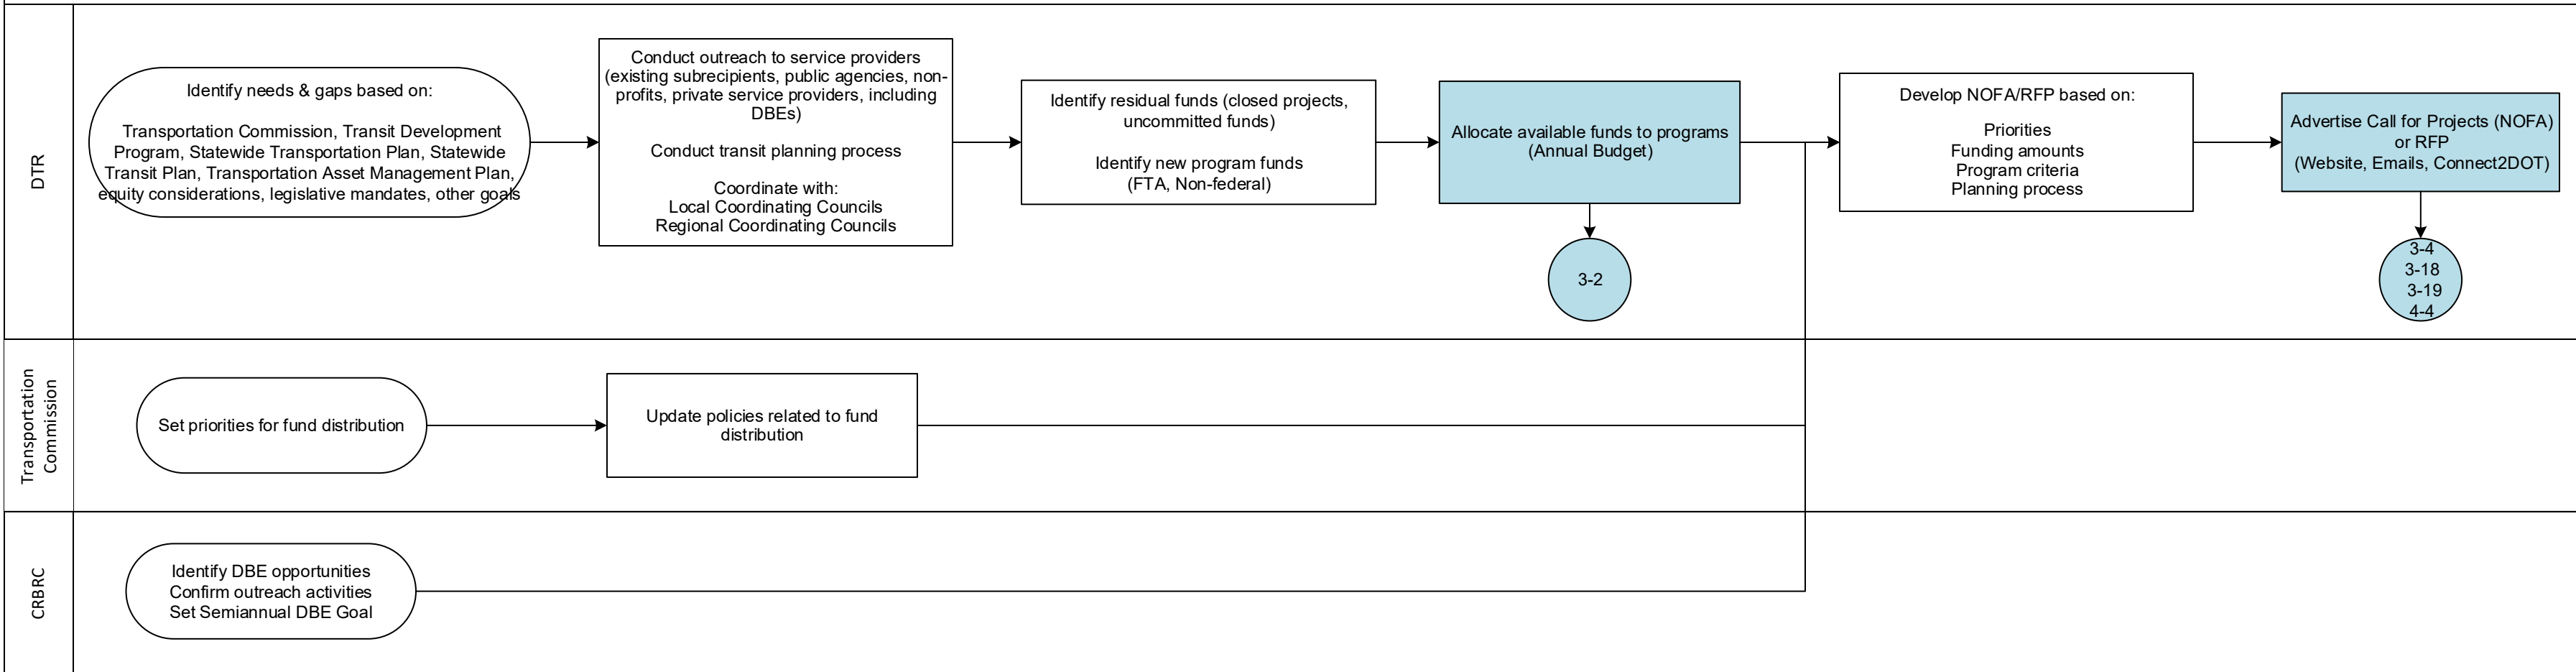 DTR
Identify needs & gaps based on:
Transportation Commission, Transit Development
Program, Statewide Transportation Plan, Statewide
Transit Plan, Transportation Asset Management Plan,
equity considerations, legislative mandates, other goals
Conduct outreach to service providers
(existing subrecipients, public agencies, non-
profits, private service providers, including
DBEs)
Conduct transit planning process
Coordinate with:
Local Coordinating Councils
Regional Coordinating Councils
Identify residual funds (closed projects,
uncommitted funds)
Identify new program funds
(FTA, Non-federal)
Allocate available funds to programs
(Annual Budget)
3-2
Develop NOFA/RFP based on:
Priorities
Funding amounts
Program criteria
Planning process
Advertise Call for Projects (NOFA)
or RFP
(Website, Emails, Connect2DOT)
3-4
3-18
3-19
4-4
Transportation
Commission
Set priorities for fund distribution
Update policies related to fund
distribution
CRBRC
Identify DBE opportunities
Confirm outreach activities
Set Semiannual DBE Goal